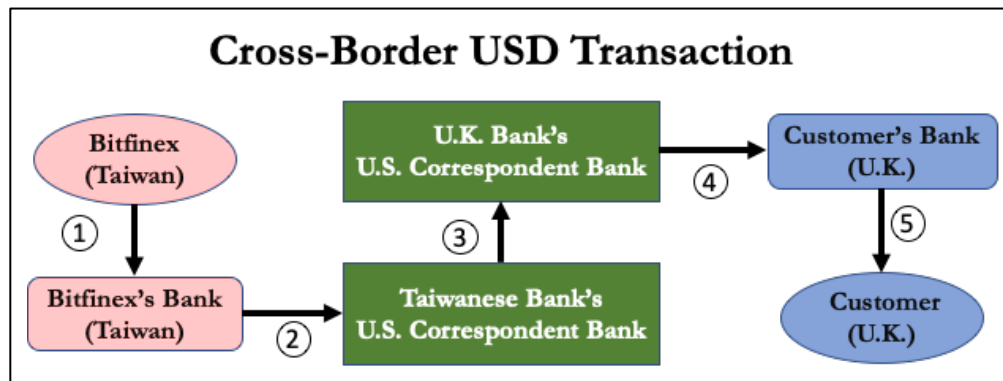 Cross-Border USD Transaction
Bitfinex
(Taiwan)
①
Bitfinex's Bank
(Taiwan)
②
Taiwanese Bank's
U.S. Correspondent Bank
③
U.K. Bank's
U.S. Correspondent Bank
④
Customer's Bank
(U.K.)
⑤
Customer
(U.K.)